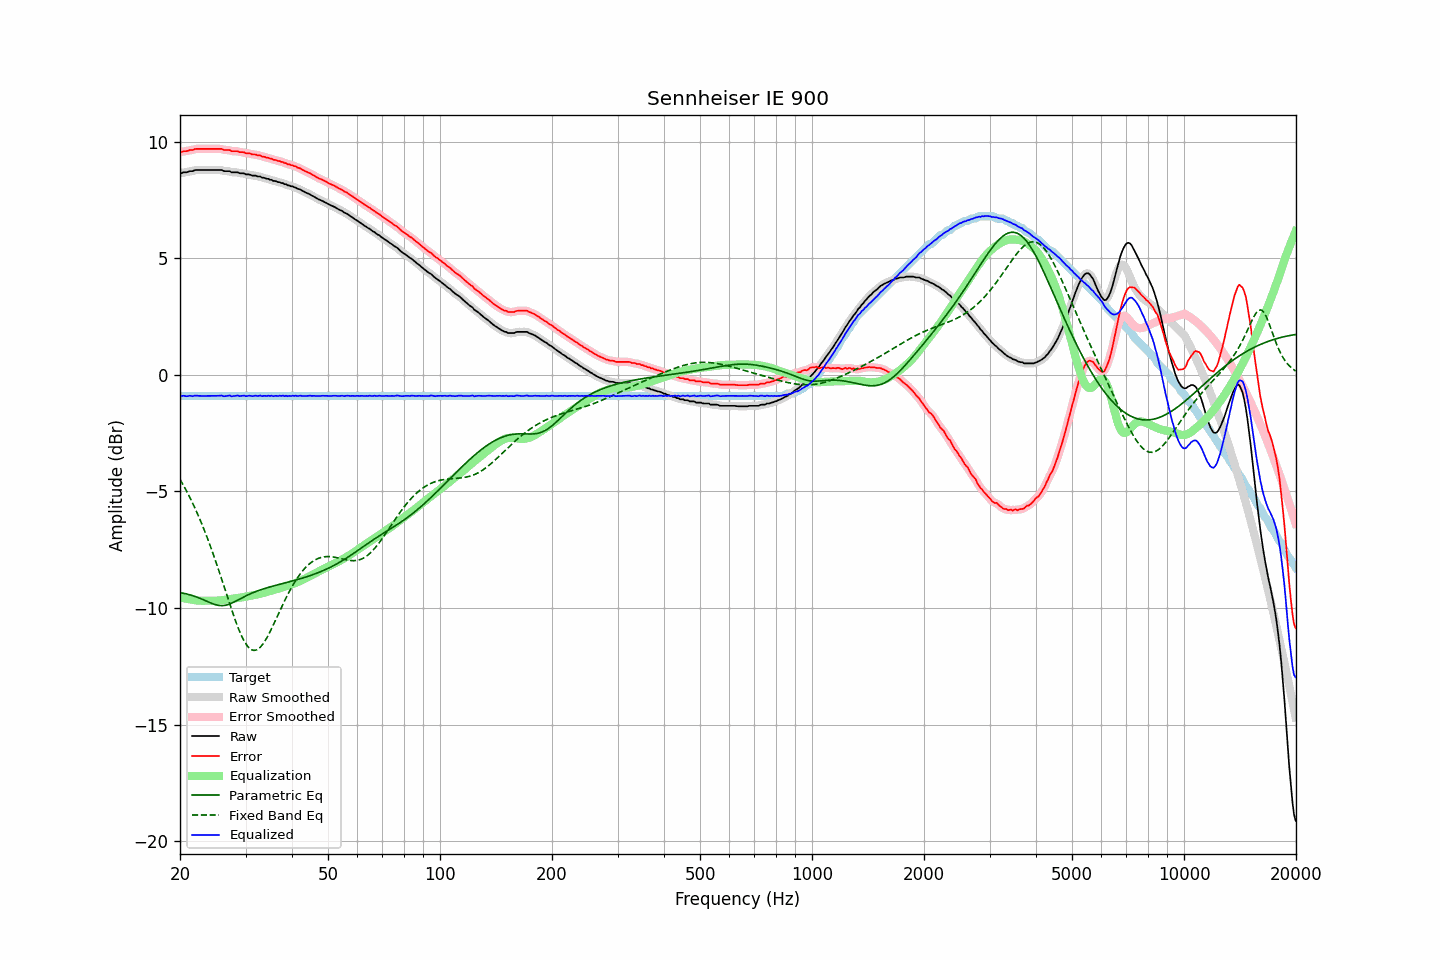 Sennheiser IE 900
Amplitude (dBr)
10
5
0
−5
−10
−15
−20
Target
Raw Smoothed
Error Smoothed
Raw
Error
Equalization
Parametric Eq
Fixed Band Eq
Equalized
20 50 100 200 500 1000 2000 5000 10000 20000
Frequency (Hz)